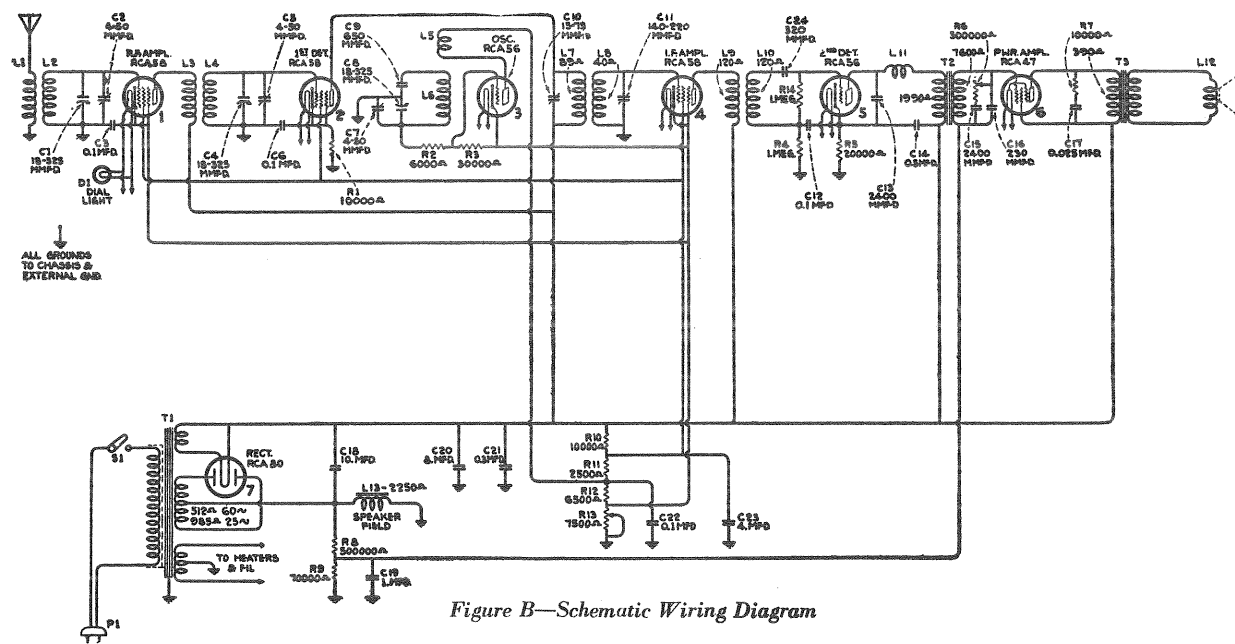 C2
4-50
MMFD.
R.F. AMPL.
RCA 58
L1
L2
L3
L4
C3
4-50
MMFD.
1ST DET.
RCA 58
C9
650
MMFD.
C8
18-325
MMFD.
L5
L6
OSC.
RCA 56
C10
15-75
MMFD
L7
89Ω
L8
40Ω
C11
140-220
MMFD.
I.F. AMPL.
RCA 58
L9
120Ω
L10
120Ω
C24
320
MMFD.
2ND DET.
RCA 56
L11
T2
1950Ω
R6
300000Ω
7600Ω
PWR. AMPL.
RCA 47
R7
10000Ω
390Ω
T3
L12
1
2
3
4
5
6
C1
18-325
MMFD
C3
0.1 MFD
C4
18-325
MMFD
C6
0.1 MFD.
R1
10000Ω
C7
4-50
MMFD
R2
6000Ω
R3
30000Ω
R14
1 MEG.
R4
1 MEG.
C12
0.1 MFD
R5
20000Ω
C13
2400
MMFD
C14
0.5 MFD
C15
2400
MMFD
C16
230
MMFD
C17
0.025 MFD.
D1
DIAL
LIGHT
ALL GROUNDS
TO CHASSIS &
EXTERNAL GND.
T1
S1
RECT.
RCA 80
7
512Ω 60~
985Ω 25~
TO HEATERS
& FIL
P1
C18
10. MFD.
L13-2250Ω
SPEAKER
FIELD
R8
500000Ω
R9
70000Ω
C19
1. MFD.
C20
8. MFD.
C21
0.5 MFD.
R10
10000Ω
R11
2500Ω
R12
6500Ω
R13
7500Ω
C22
0.1 MFD
C23
4. MFD.
Figure B—Schematic Wiring Diagram